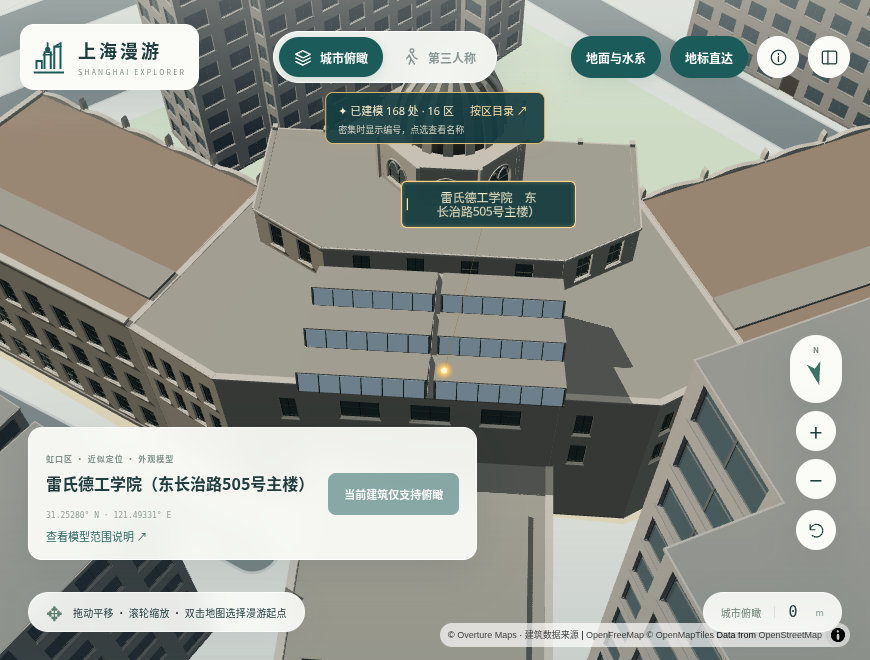 上海漫游
SHANGHAI EXPLORER
城市俯瞰
第三人称
地面与水系
地标直达
✦ 已建模 168 处 · 16 区 按区目录 ↗
密集时显示编号，点选查看名称
雷氏德工学院 东
长治路505号主楼）
N
+
−
虹口区 · 近似定位 · 外观模型
雷氏德工学院（东长治路505号主楼）
当前建筑仅支持俯瞰
31.25280° N · 121.49331° E
查看模型范围说明 ↗
拖动平移 · 滚轮缩放 · 双击地图选择漫游起点
城市俯瞰 0 m
© Overture Maps · 建筑数据来源 | OpenFreeMap © OpenMapTiles Data from OpenStreetMap